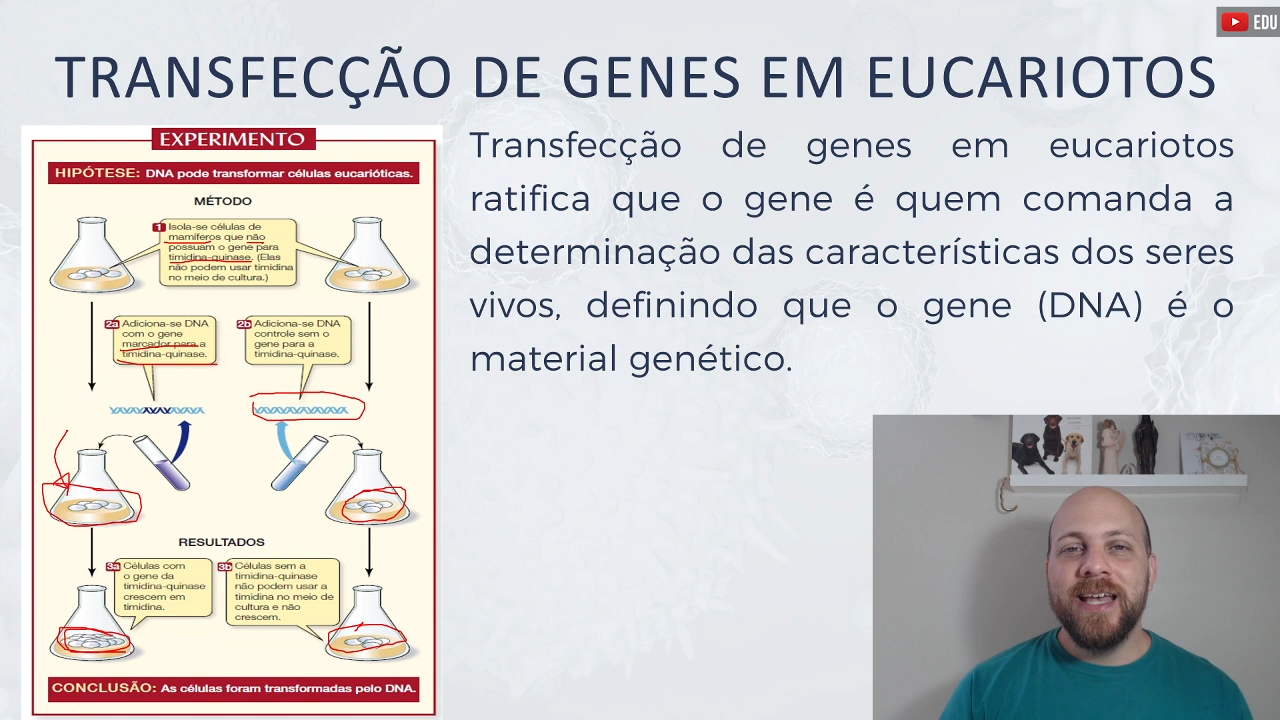 EDU
TRANSFECÇÃO DE GENES EM EUCARIOTOS
EXPERIMENTO
HIPÓTESE: DNA pode transformar células eucarióticas.
MÉTODO
1 Isola-se células de
mamíferos que não
possuam o gene para
timidina-quinase. (Elas
não podem usar timidina
no meio de cultura.)
2a Adiciona-se DNA
com o gene
marcador para a
timidina-quinase.
2b Adiciona-se DNA
controle sem o
gene para a
timidina-quinase.
RESULTADOS
3a Células com
o gene da
timidina-quinase
crescem em
timidina.
3b Células sem a
timidina-quinase
não podem usar a
timidina no meio de
cultura e não
crescem.
CONCLUSÃO: As células foram transformadas pelo DNA.
Transfecção de genes em eucariotos
ratifica que o gene é quem comanda a
determinação das características dos seres
vivos, definindo que o gene (DNA) é o
material genético.